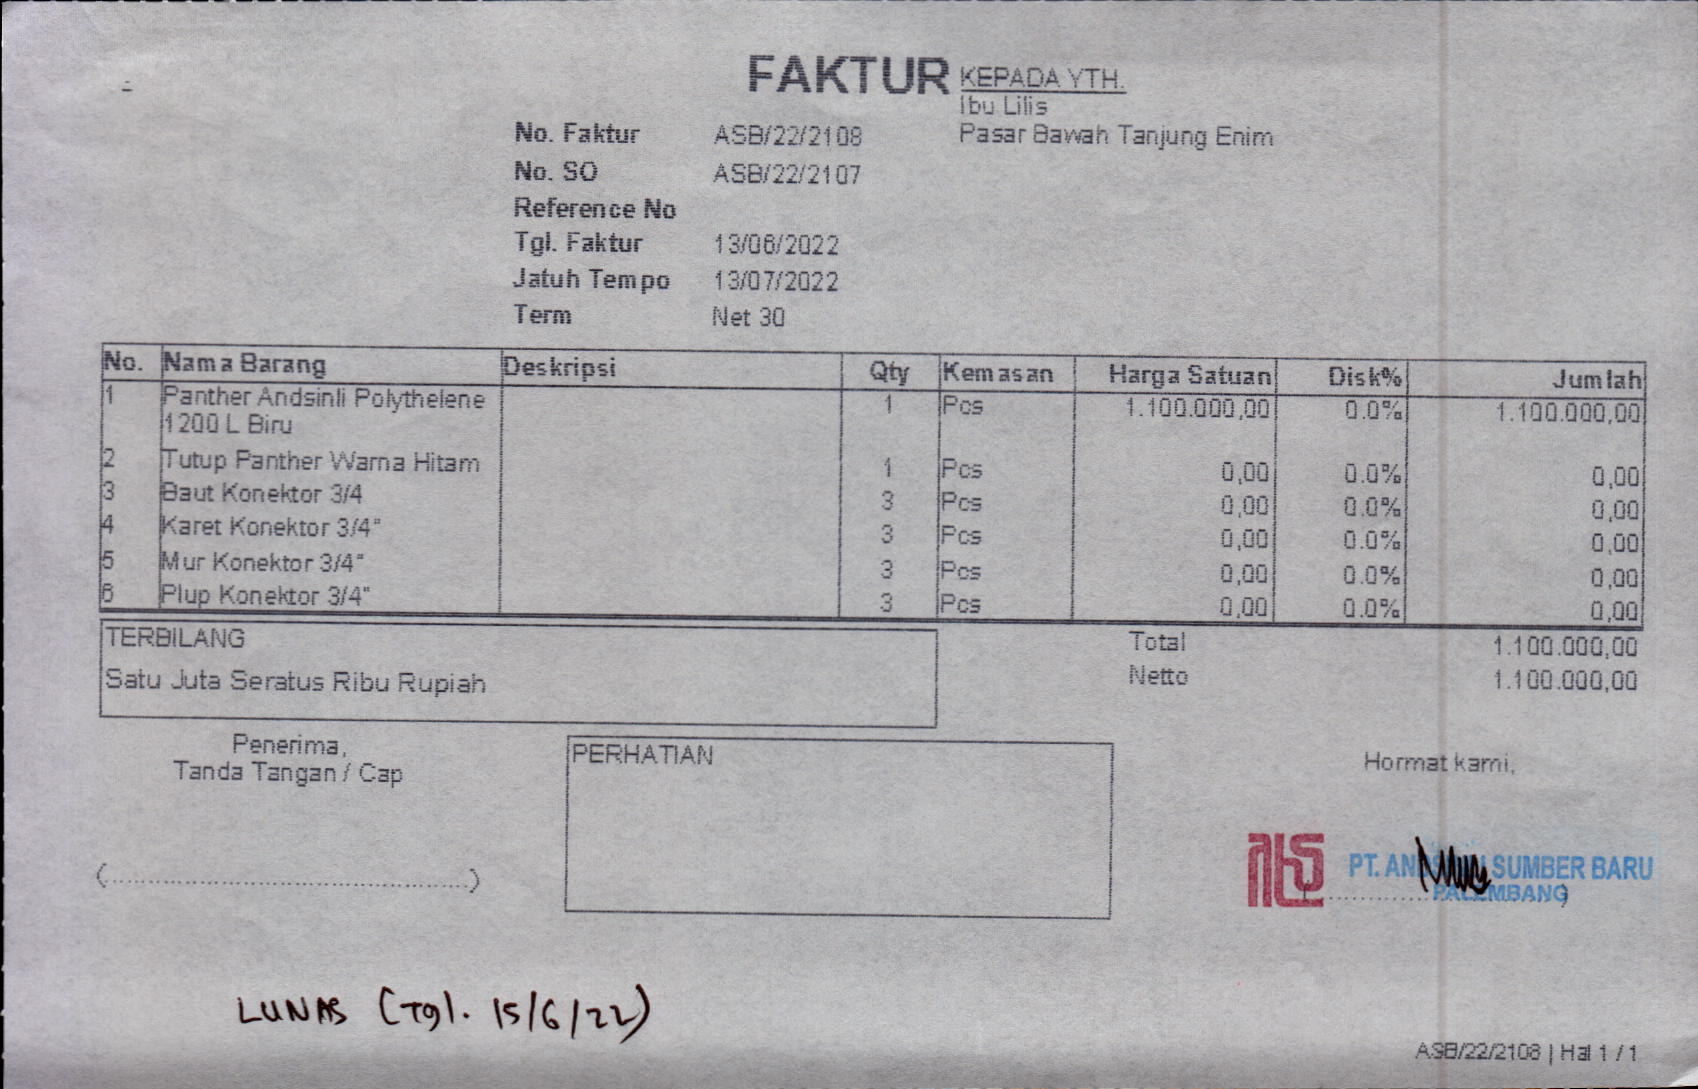 FAKTUR
KEPADA YTH.
Ibu Lilis
Pasar Bawah Tanjung Enim
No. Faktur ASB/22/2108
No. SO ASB/22/2107
Reference No
Tgl. Faktur 13/06/2022
Jatuh Tempo 13/07/2022
Term Net 30
No. Nama Barang Deskripsi Qty Kemasan Harga Satuan Disk% Jumlah
1 Panther Andsinli Polythelene 1 Pcs 1.100.000,00 0.0% 1.100.000,00
1200 L Biru
2 Tutup Panther Warna Hitam 1 Pcs 0,00 0.0% 0,00
3 Baut Konektor 3/4 3 Pcs 0,00 0.0% 0,00
4 Karet Konektor 3/4" 3 Pcs 0,00 0.0% 0,00
5 Mur Konektor 3/4" 3 Pcs 0,00 0.0% 0,00
6 Plup Konektor 3/4" 3 Pcs 0,00 0.0% 0,00
TERBILANG
Satu Juta Seratus Ribu Rupiah
Total 1.100.000,00
Netto 1.100.000,00
Penerima,
Tanda Tangan / Cap
(......................................................)
PERHATIAN
Hormat kami,
PT. SUMBER BARU
PALEMBANG
LUNAS (Tgl. 15/6/22)
ASB/22/2108 | Hal 1 / 1